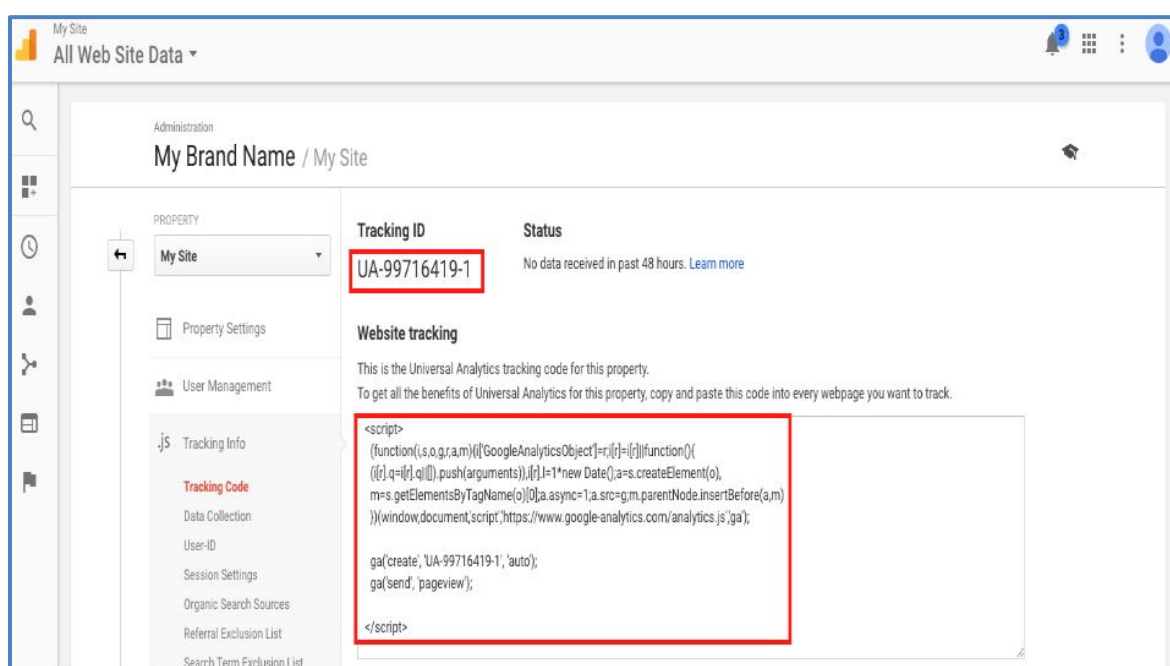 My Site
All Web Site Data
3
Administration
My Brand Name / My Site
PROPERTY
My Site
Property Settings
User Management
.js Tracking Info
Tracking Code
Data Collection
User-ID
Session Settings
Organic Search Sources
Referral Exclusion List
Search Term Exclusion List
Tracking ID
UA-99716419-1
Status
No data received in past 48 hours. Learn more
Website tracking
This is the Universal Analytics tracking code for this property.
To get all the benefits of Universal Analytics for this property, copy and paste this code into every webpage you want to track.
<script>
(function(i,s,o,g,r,a,m){i['GoogleAnalyticsObject']=r;i[r]=i[r]||function(){
(i[r].q=i[r].q||[]).push(arguments)},i[r].l=1*new Date();a=s.createElement(o),
m=s.getElementsByTagName(o)[0];a.async=1;a.src=g;m.parentNode.insertBefore(a,m)
})(window,document,'script','https://www.google-analytics.com/analytics.js','ga');
ga('create', 'UA-99716419-1', 'auto');
ga('send', 'pageview');
</script>